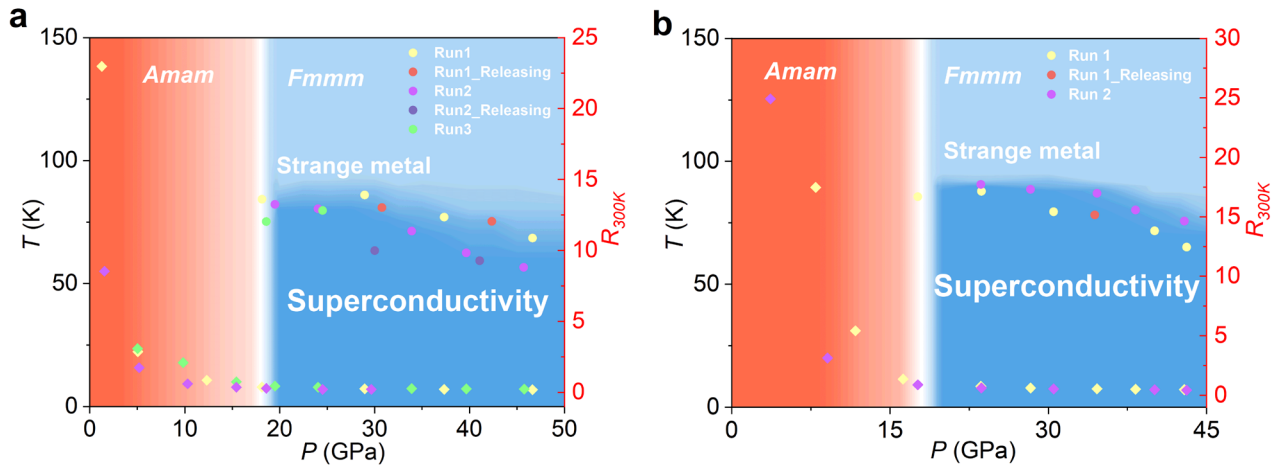 a
150
100
50
0
T (K)
0
10
20
30
40
50
P (GPa)
25
20
15
10
5
0
R300K
Amam
Fmmm
Run1
Run1_Releasing
Run2
Run2_Releasing
Run3
Strange metal
Superconductivity
b
150
100
50
0
T (K)
0
15
30
45
P (GPa)
30
25
20
15
10
5
0
R300K
Amam
Fmmm
Run 1
Run 1_Releasing
Run 2
Strange metal
Superconductivity